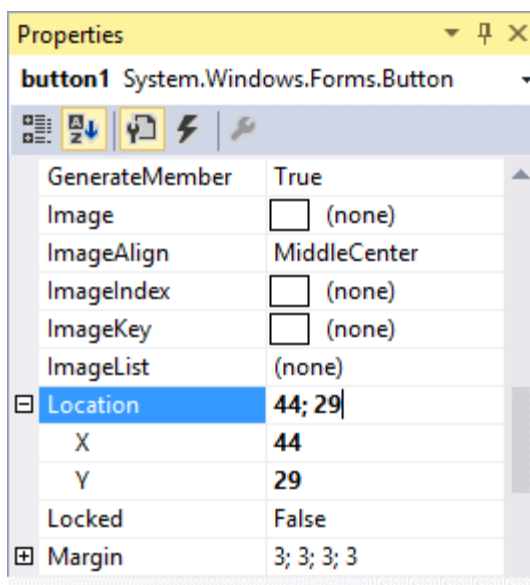 Properties
button1 System.Windows.Forms.Button
A
Z
GenerateMember True
Image (none)
ImageAlign MiddleCenter
ImageIndex (none)
ImageKey (none)
ImageList (none)
Location 44; 29
X 44
Y 29
Locked False
Margin 3; 3; 3; 3